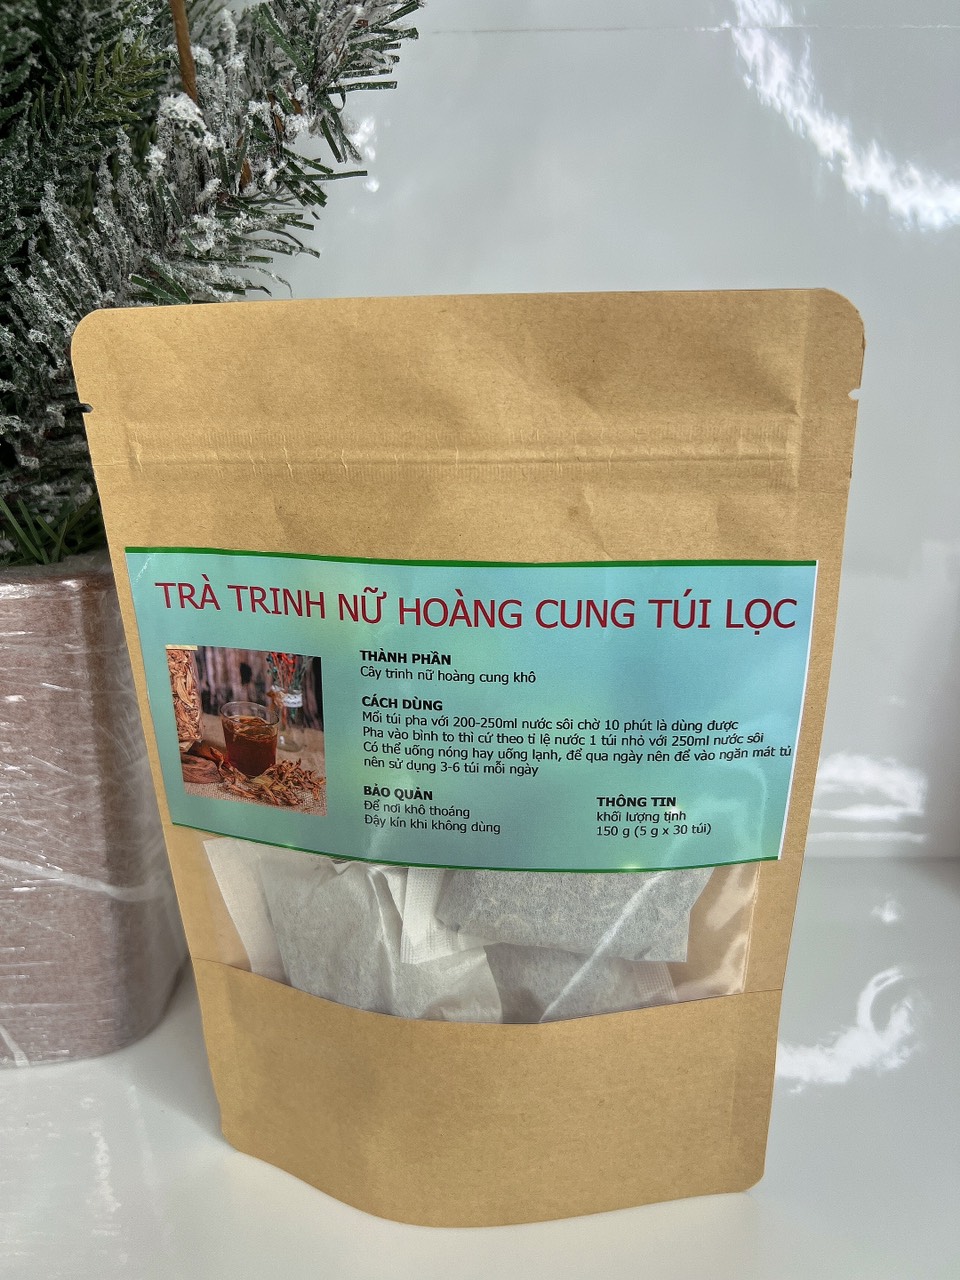 TRÀ TRINH NỮ HOÀNG CUNG TÚI LỌC
THÀNH PHẦN
Cây trinh nữ hoàng cung khô
CÁCH DÙNG
Mối túi pha với 200-250ml nước sôi chờ 10 phút là dùng được
Pha vào bình to thì cứ theo tỉ lệ nước 1 túi nhỏ với 250ml nước sôi
Có thể uống nóng hay uống lạnh, để qua ngày nên để vào ngăn mát tủ
nên sử dụng 3-6 túi mỗi ngày
BẢO QUẢN
Để nơi khô thoáng
Đậy kín khi không dùng
THÔNG TIN
khối lượng tịnh
150 g (5 g x 30 túi)